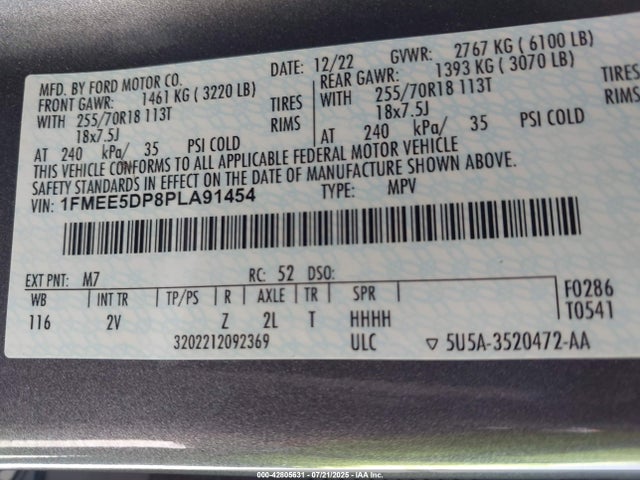 MFD. BY FORD MOTOR CO. DATE: 12/22 GVWR: 2767 KG (6100 LB)
FRONT GAWR: 1461 KG (3220 LB) REAR GAWR: 1393 KG (3070 LB)
WITH 255/70R18 113T TIRES WITH 255/70R18 113T TIRES
18x7.5J RIMS 18x7.5J RIMS
AT 240 kPa/ 35 PSI COLD AT 240 kPa/ 35 PSI COLD
THIS VEHICLE CONFORMS TO ALL APPLICABLE FEDERAL MOTOR VEHICLE
SAFETY STANDARDS IN EFFECT ON THE DATE OF MANUFACTURE SHOWN ABOVE.
VIN: 1FMEE5DP8PLA91454 TYPE: MPV
EXT PNT: M7 RC: 52 DSO:
WB INT TR TP/PS R AXLE TR SPR F0286
116 2V Z 2L T HHHH T0541
3202212092369 ULC ▽ 5U5A-3520472-AA
000-42805631 - 07/21/2025 - IAA Inc.